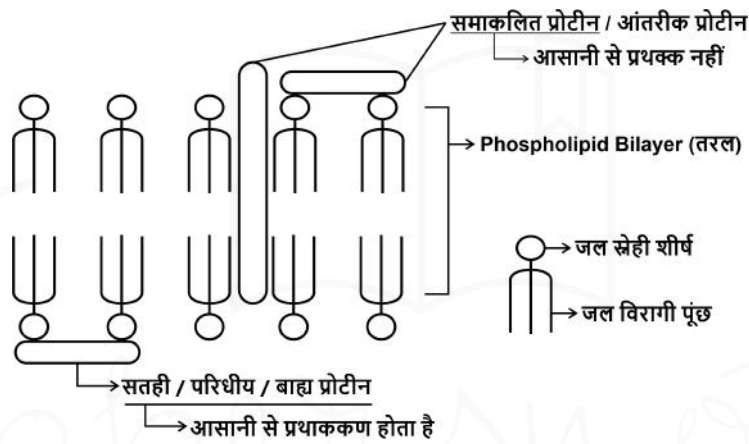 समाकलित प्रोटीन / आंतरीक प्रोटीन
आसानी से प्रथक्क नहीं
Phospholipid Bilayer (तरल)
जल स्नेही शीर्ष
जल विरागी पूंछ
सतही / परिधीय / बाह्य प्रोटीन
आसानी से प्रथाककण होता है